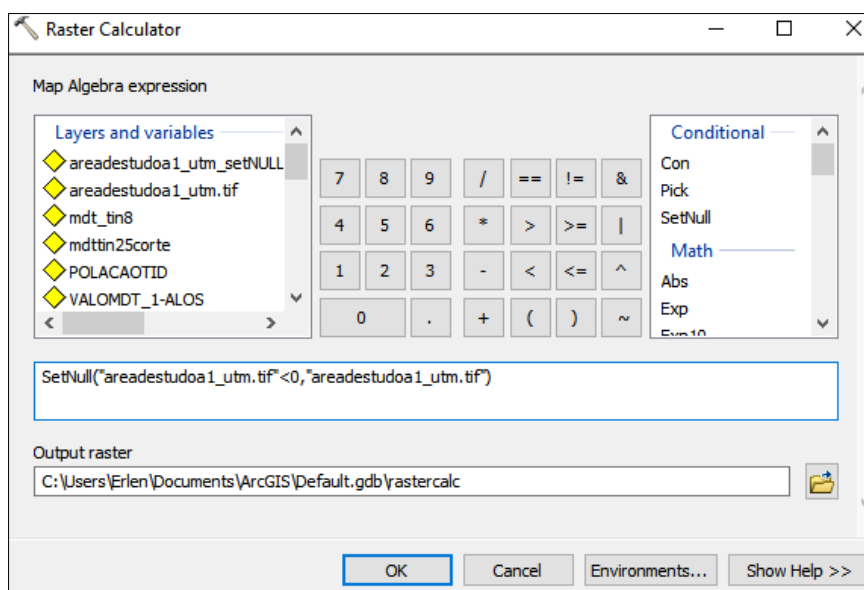 Raster Calculator
Map Algebra expression
Layers and variables
areadestudoa1_utm_setNULL
areadestudoa1_utm.tif
mdt_tin8
mdttin25corte
POLACAOTID
VALOMDT_1-ALOS
7 8 9 / == != &
4 5 6 * > >= |
1 2 3 - < <= ^
0 . + ( ) ~
Conditional
Con
Pick
SetNull
Math
Abs
Exp
Exp10
SetNull("areadestudoa1_utm.tif"<0,"areadestudoa1_utm.tif")
Output raster
C:\Users\Erlen\Documents\ArcGIS\Default.gdb\rastercalc
OK Cancel Environments... Show Help >>